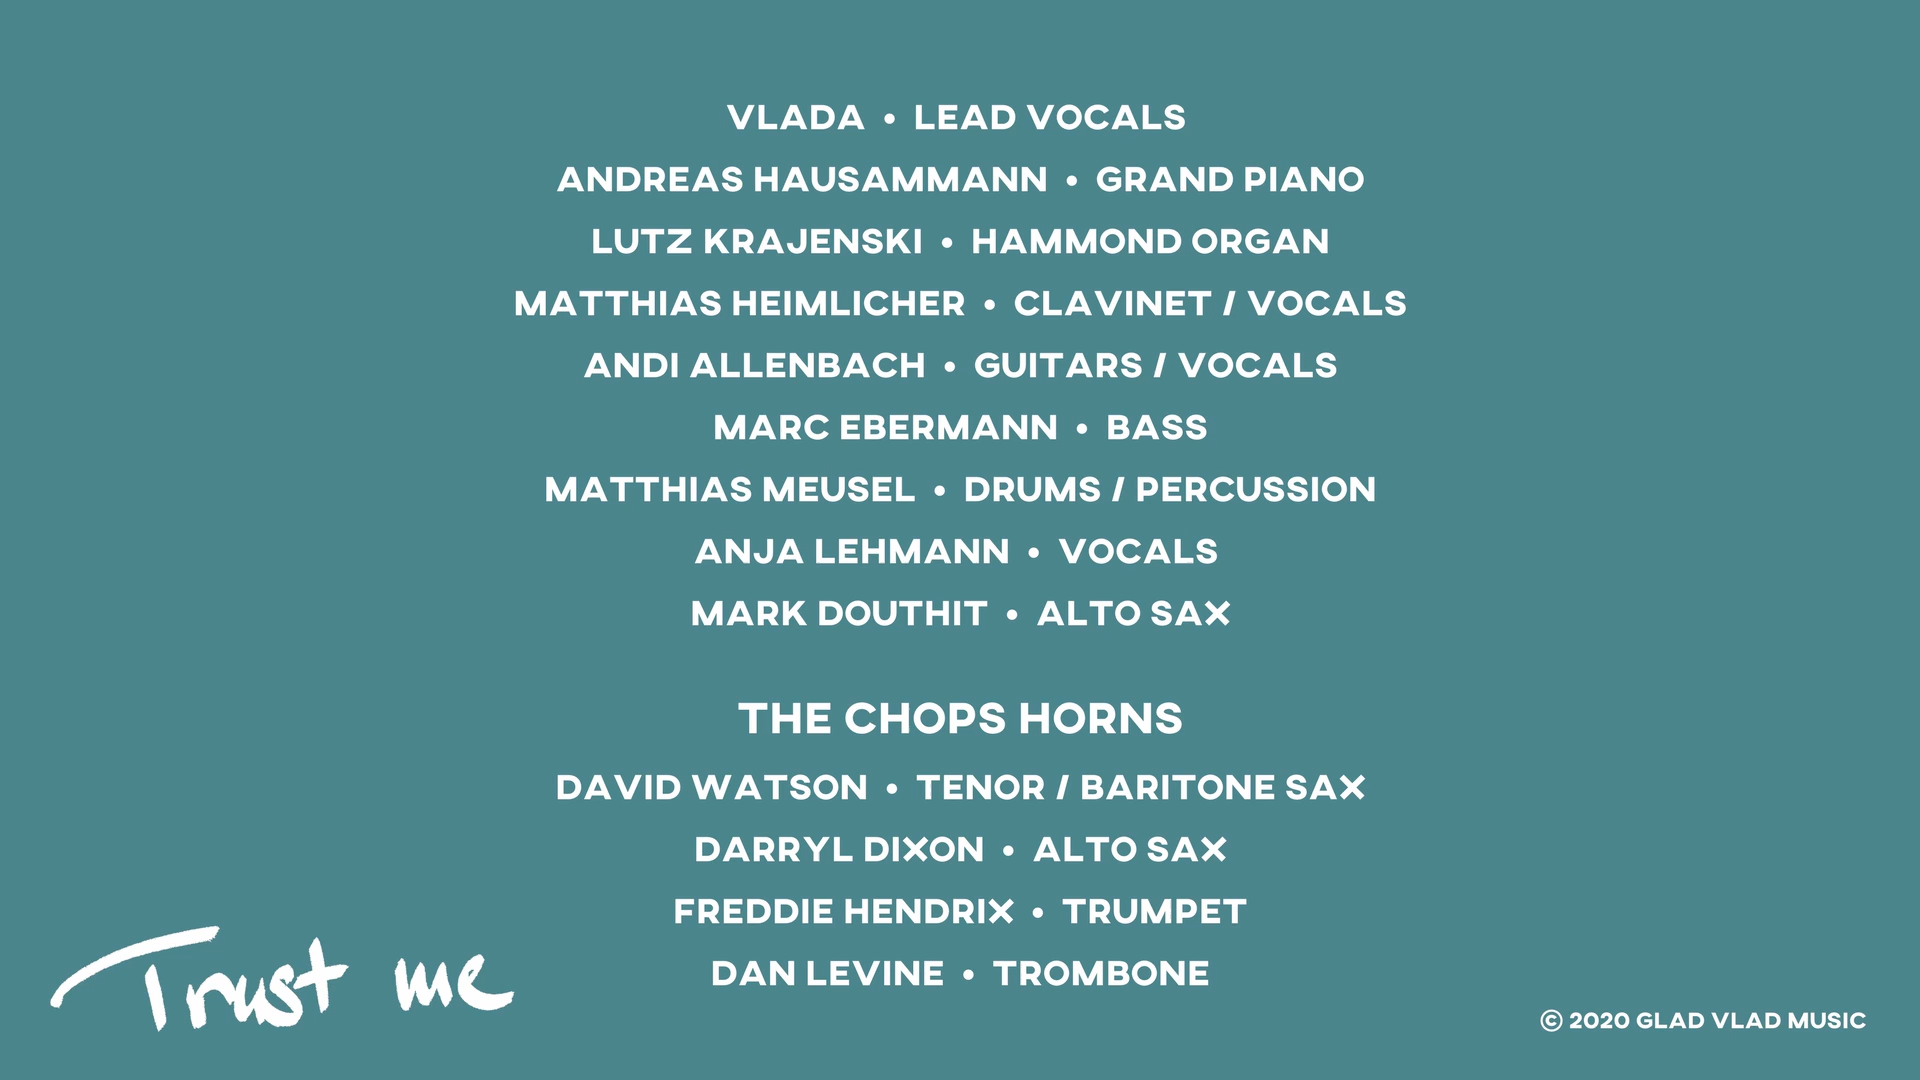 VLADA • LEAD VOCALS
ANDREAS HAUSAMMANN • GRAND PIANO
LUTZ KRAJENSKI • HAMMOND ORGAN
MATTHIAS HEIMLICHER • CLAVINET / VOCALS
ANDI ALLENBACH • GUITARS / VOCALS
MARC EBERMANN • BASS
MATTHIAS MEUSEL • DRUMS / PERCUSSION
ANJA LEHMANN • VOCALS
MARK DOUTHIT • ALTO SAX
THE CHOPS HORNS
DAVID WATSON • TENOR / BARITONE SAX
DARRYL DIXON • ALTO SAX
FREDDIE HENDRIX • TRUMPET
DAN LEVINE • TROMBONE
Trust me
© 2020 GLAD VLAD MUSIC